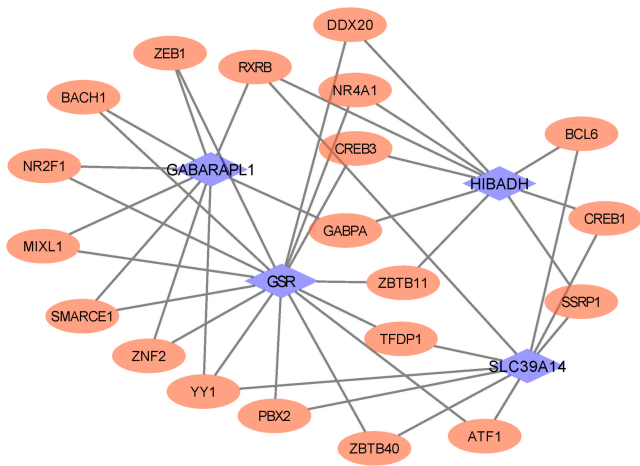 DDX20
ZEB1
RXRB
NR4A1
BACH1
BCL6
CREB3
NR2F1
GABARAPL1
HIBADH
CREB1
GABPA
MIXL1
GSR
ZBTB11
SSRP1
SMARCE1
TFDP1
ZNF2
SLC39A14
YY1
PBX2
ATF1
ZBTB40